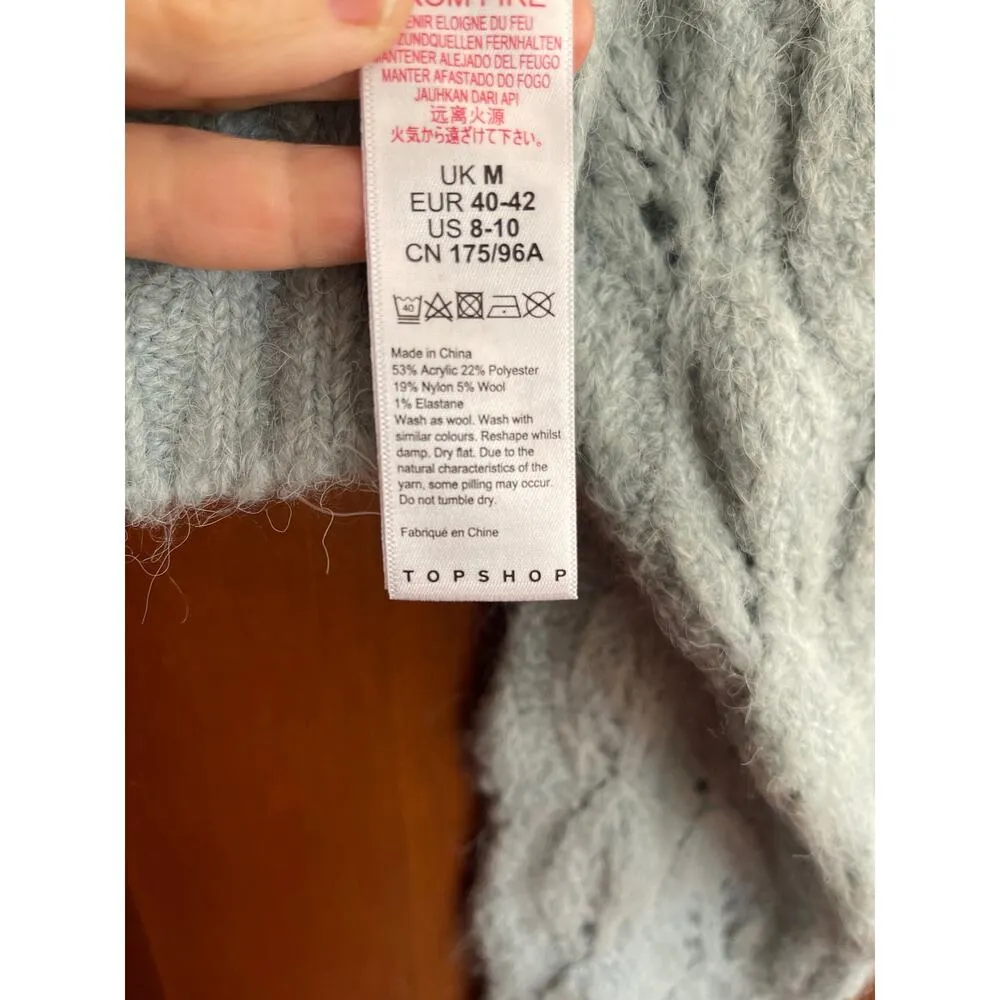 FROM FIRE
TENIR ELOIGNE DU FEU
ZUNDQUELLEN FERNHALTEN
MANTENER ALEJADO DEL FEUGO
MANTER AFASTADO DO FOGO
JAUHKAN DARI API
远离火源
火気から遠ざけて下さい。
UK M
EUR 40-42
US 8-10
CN 175/96A
40
Made in China
53% Acrylic 22% Polyester
19% Nylon 5% Wool
1% Elastane
Wash as wool. Wash with
similar colours. Reshape whilst
damp. Dry flat. Due to the
natural characteristics of the
yarn, some pilling may occur.
Do not tumble dry.
Fabriqué en Chine
TOPSHOP